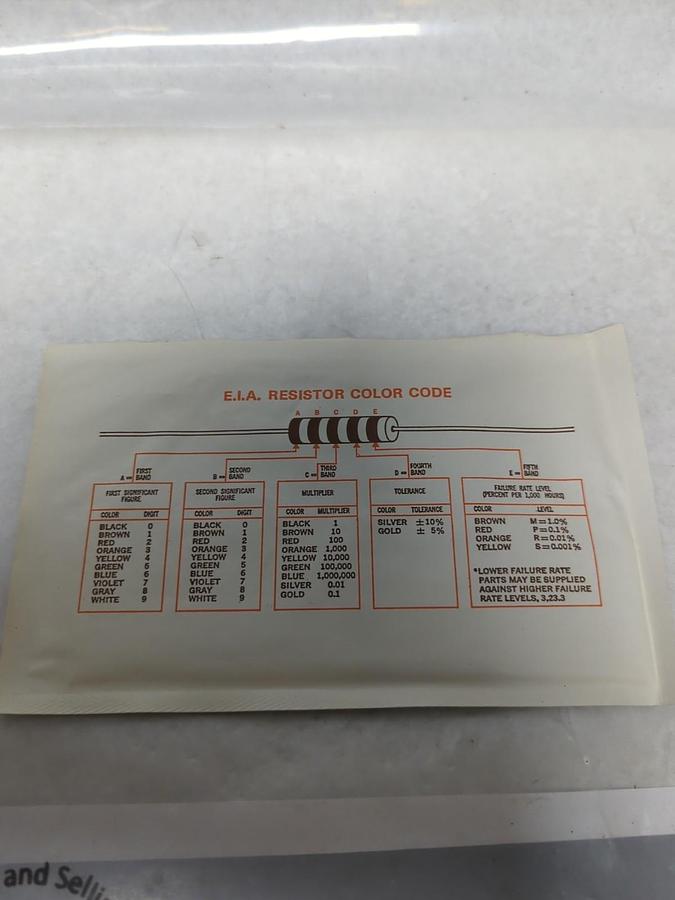 E.I.A. RESISTOR COLOR CODE
A B C D E
A = FIRST BAND
B = SECOND BAND
C = THIRD BAND
D = FOURTH BAND
E = FIFTH BAND
FIRST SIGNIFICANT
FIGURE
COLOR DIGIT
BLACK 0
BROWN 1
RED 2
ORANGE 3
YELLOW 4
GREEN 5
BLUE 6
VIOLET 7
GRAY 8
WHITE 9
SECOND SIGNIFICANT
FIGURE
COLOR DIGIT
BLACK 0
BROWN 1
RED 2
ORANGE 3
YELLOW 4
GREEN 5
BLUE 6
VIOLET 7
GRAY 8
WHITE 9
MULTIPLIER
COLOR MULTIPLIER
BLACK 1
BROWN 10
RED 100
ORANGE 1,000
YELLOW 10,000
GREEN 100,000
BLUE 1,000,000
SILVER 0.01
GOLD 0.1
TOLERANCE
COLOR TOLERANCE
SILVER ±10%
GOLD ± 5%
FAILURE RATE LEVEL
(PERCENT PER 1,000 HOURS)
COLOR LEVEL
BROWN M=1.0%
RED P=0.1%
ORANGE R=0.01%
YELLOW S=0.001%
*LOWER FAILURE RATE
PARTS MAY BE SUPPLIED
AGAINST HIGHER FAILURE
RATE LEVELS, 3,23.3
and Selli